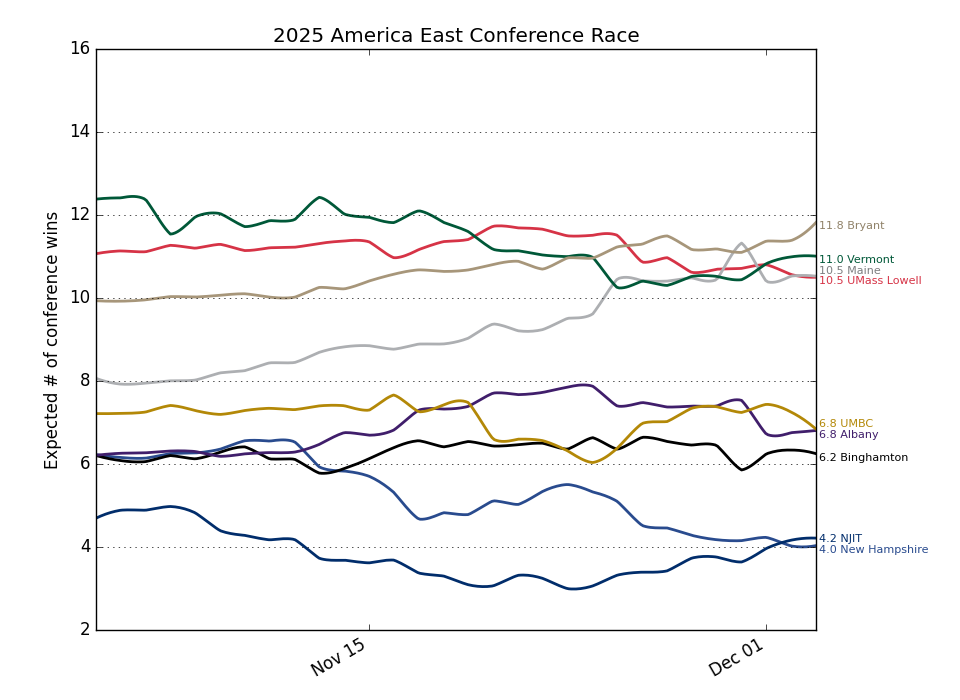 2025 America East Conference Race
Expected # of conference wins
16
14
12
10
8
6
4
2
Nov 15
Dec 01
11.8 Bryant
11.0 Vermont
10.5 Maine
10.5 UMass Lowell
6.8 UMBC
6.8 Albany
6.2 Binghamton
4.2 NJIT
4.0 New Hampshire